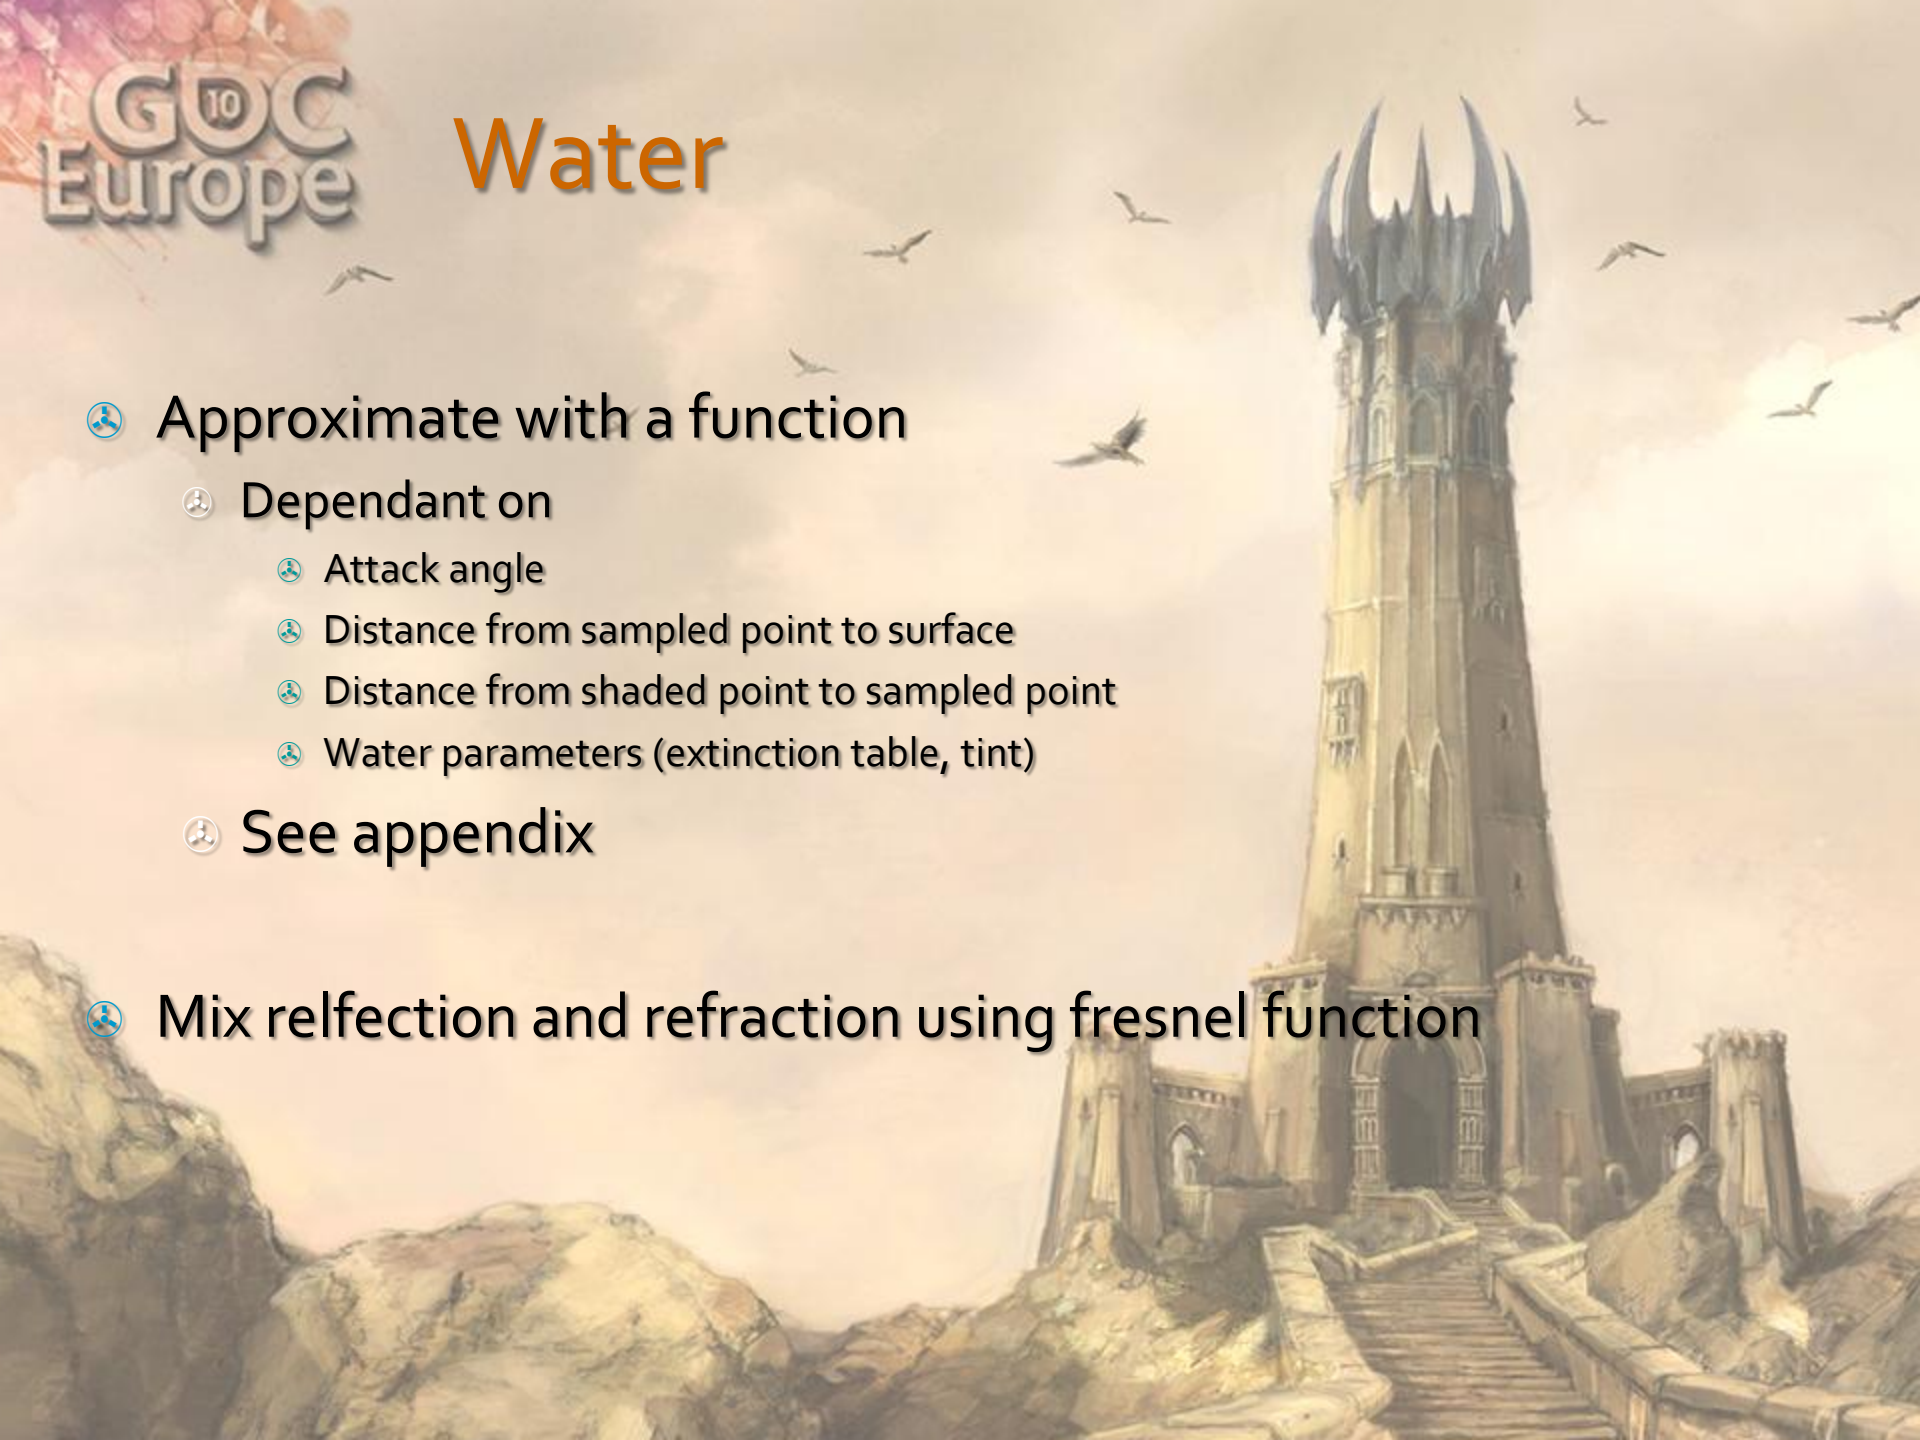 GDC 10
Europe
Water
Approximate with a function
Dependant on
Attack angle
Distance from sampled point to surface
Distance from shaded point to sampled point
Water parameters (extinction table, tint)
See appendix
Mix relfection and refraction using fresnel function